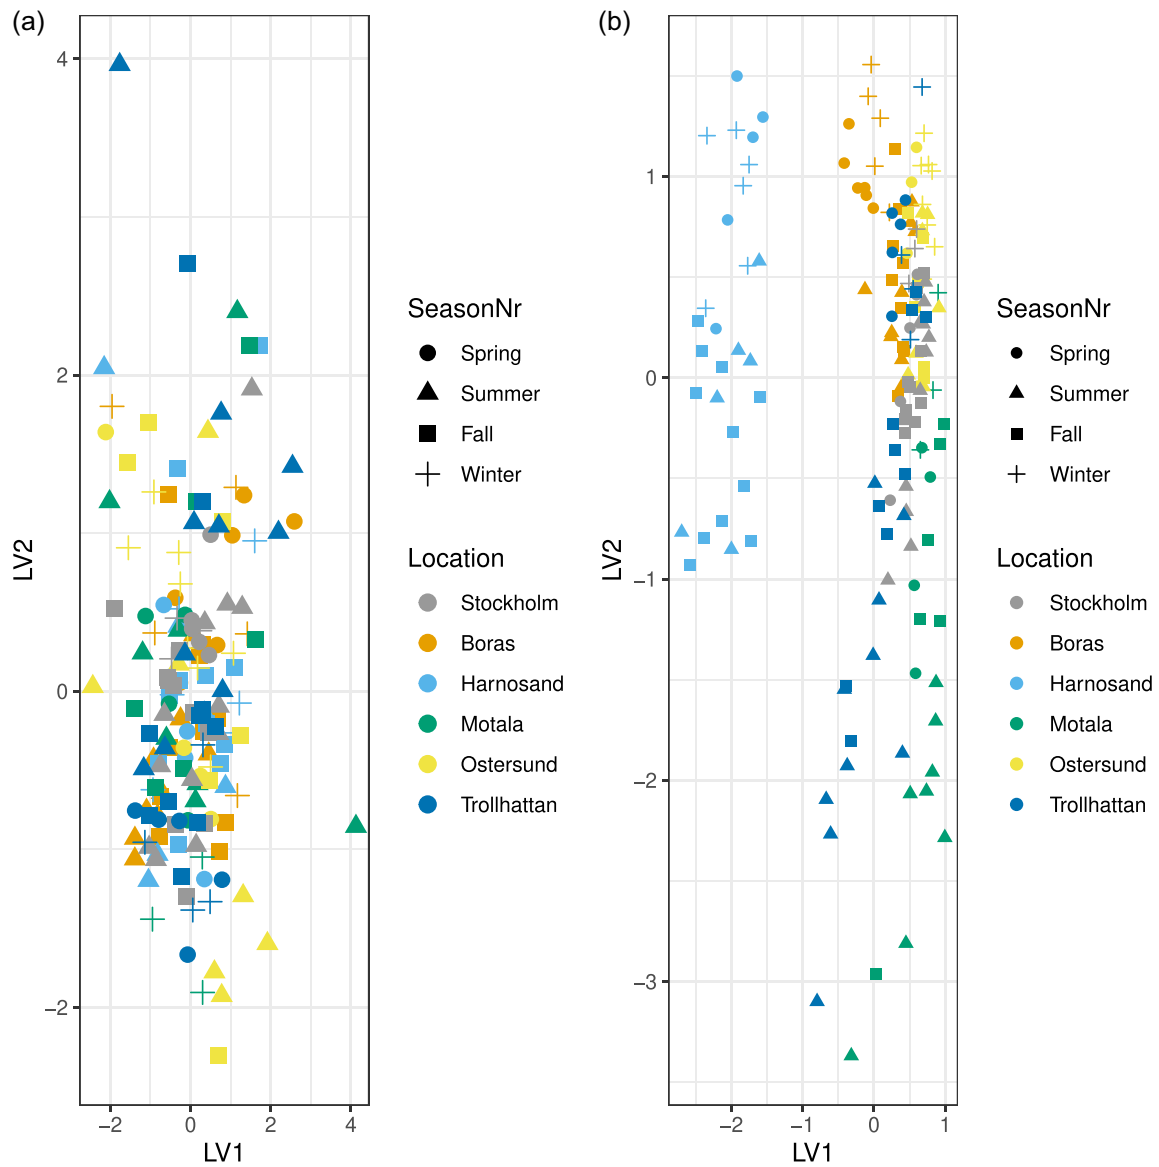 (a)
(b)
4
2
0
−2
LV2
−2
0
2
4
LV1
SeasonNr
Spring
Summer
Fall
Winter
Location
Stockholm
Boras
Harnosand
Motala
Ostersund
Trollhattan
1
0
−1
−2
−3
LV2
−2
−1
0
1
LV1
SeasonNr
Spring
Summer
Fall
Winter
Location
Stockholm
Boras
Harnosand
Motala
Ostersund
Trollhattan